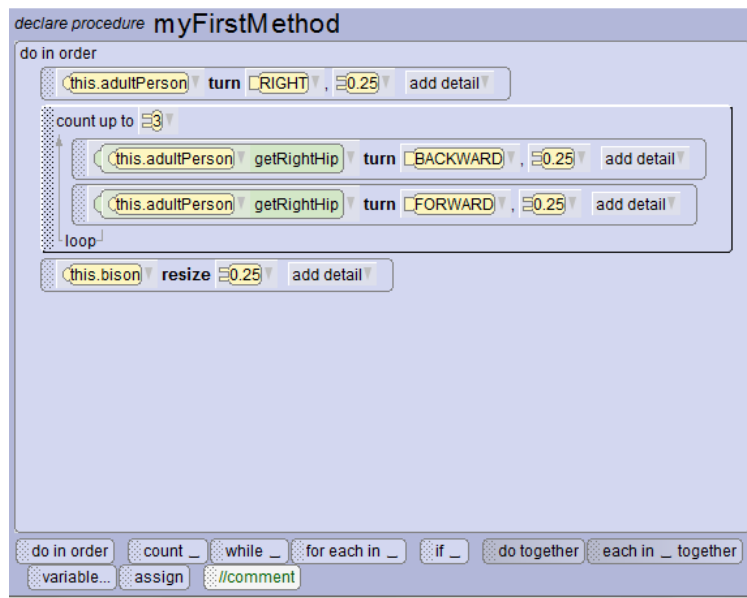 declare procedure myFirstMethod
do in order
this.adultPerson turn RIGHT , 0.25 add detail
count up to 3
this.adultPerson getRightHip turn BACKWARD , 0.25 add detail
this.adultPerson getRightHip turn FORWARD , 0.25 add detail
loop
this.bison resize 0.25 add detail
do in order count _ while _ for each in _ if _ do together each in _ together
variable... assign //comment